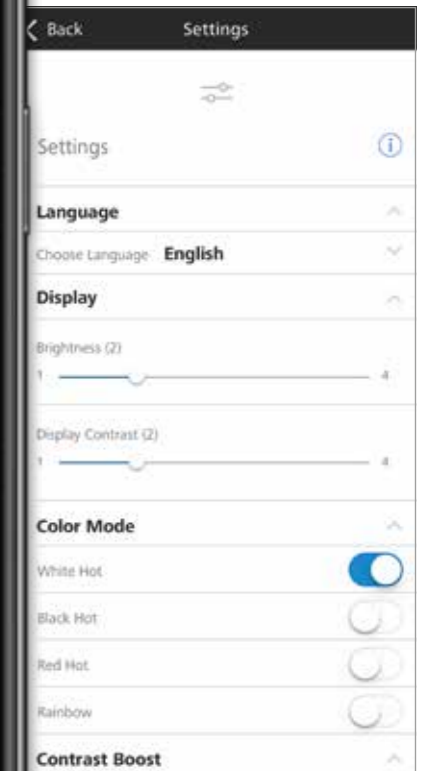 Back Settings
Settings
Language
Choose Language English
Display
Brightness (2)
1 4
Display Contrast (2)
1 4
Color Mode
White Hot
Black Hot
Red Hot
Rainbow
Contrast Boost